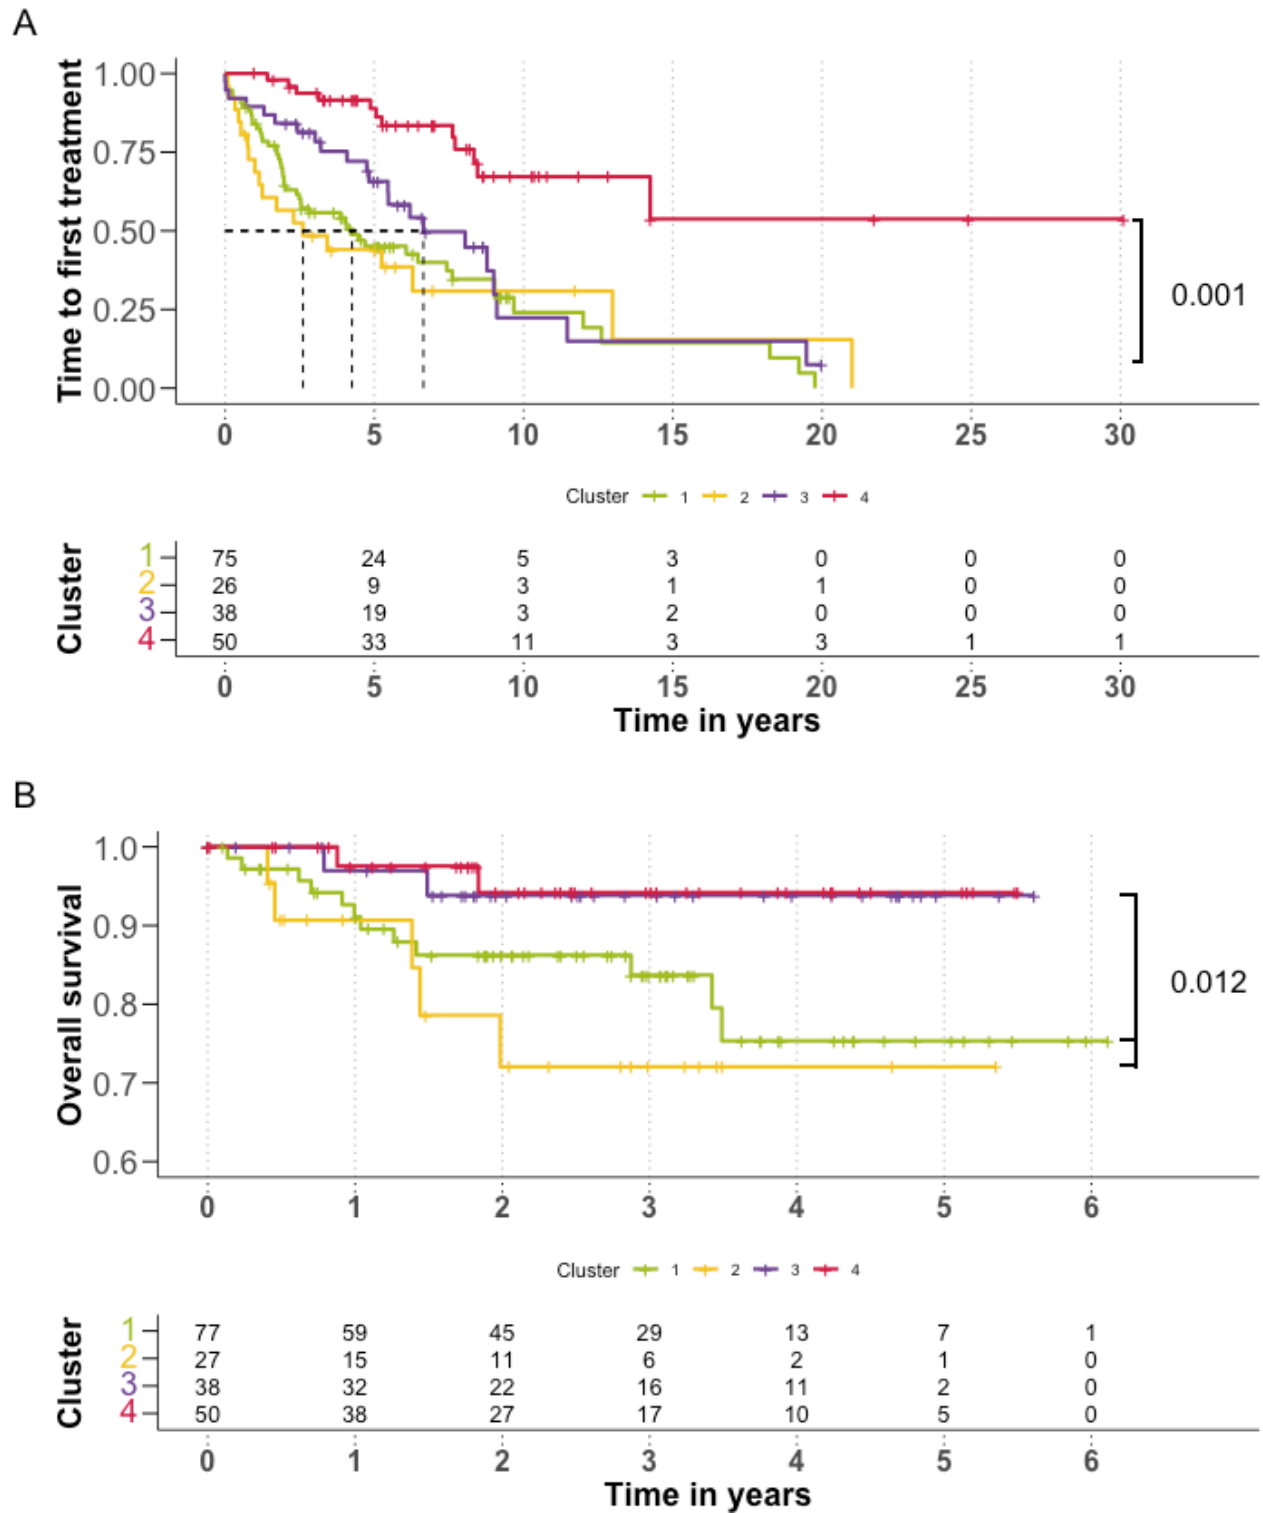 A
Time to first treatment
1.00
0.75
0.50
0.25
0.00
0.001
0 5 10 15 20 25 30
Cluster 1 2 3 4
Cluster
1 75 24 5 3 0 0 0
2 26 9 3 1 1 0 0
3 38 19 3 2 0 0 0
4 50 33 11 3 3 1 1
0 5 10 15 20 25 30
Time in years
B
Overall survival
1.0
0.9
0.8
0.7
0.6
0.012
0 1 2 3 4 5 6
Cluster 1 2 3 4
Cluster
1 77 59 45 29 13 7 1
2 27 15 11 6 2 1 0
3 38 32 22 16 11 2 0
4 50 38 27 17 10 5 0
0 1 2 3 4 5 6
Time in years